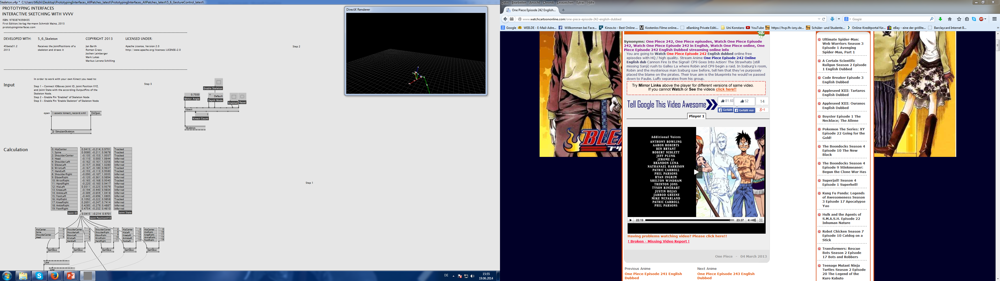 Skeleton.v4p * C:\Users\Michi\Desktop\PrototypingInterfaces_AllPatches_latest\PrototypingInterfaces_AllPatches_latest\5_6_GestureControl_latest\
PROTOTYPING INTERFACES
INTERACTIVE SKETCHING WITH VVVV
ISBN: 9783874398435
First Edition,Verlag Hermann Schmidt Mainz, 2013
prototypinginterfaces.com
DEVELOPED WITH: 5_6_Skeleton COPYRIGHT 2013 LICENSED UNDER:
45beta31.2 Receives the JointPositions of a Jan Barth Apache License, Version 2.0
2013 skeleton and draws it Roman Grasy http://www.apache.org/licenses/LICENSE-2.0
Jochen Leinberger
Mark Lukas
Markus Lorenz Schilling
Input
In order to work with your own Kinect you need to:
Step 1 - Connect IOBoxes Joint ID, Joint Position XYZ,
and Joint State with the according OutputPins of the
Skeleton Node.
Step 2 - Enable Pin "Enabled" of Skeleton Node
Step 3 - Enable Pin "Enable Skeleton" of Skeleton Node
Step 3
Step 2
Enable Skeleton
0.7500 Default
Motor Angle Depth Mode Enabled Reset
Kinect
1
Kinect Count
Skeleton
open assets\kinect_record.xml OnOpen
SimulateSkeleton
Step 1
Calculation
0| HipCenter 0.0415 -0.214 0.9701 Tracked
1| Spine 0.0080 -0.211 0.9678 Tracked
2| ShoulderCenter -0.135 -0.153 1.0037 Tracked
3| Head -0.110 0.000 1.0644 Inferred
4| ShoulderLeft -0.162 -0.161 1.0256 Inferred
5| ElbowLeft -0.157 -0.366 1.0280 Inferred
6| WristLeft -0.167 -0.180 0.9637 Tracked
7| HandLeft -0.155 -0.113 0.9580 Tracked
8| ShoulderRight -0.090 -0.187 1.0035 Inferred
9| ElbowRight -0.120 -0.361 0.9894 Inferred
10| WristRight -0.165 -0.168 0.9540 Tracked
11| HandRight -0.220 -0.160 0.9417 Inferred
12| HipLeft 0.0311 -0.225 0.9379 Tracked
13| KneeLeft -0.194 -0.440 0.9834 Inferred
14| AnkleLeft -0.389 -0.659 1.0418 Inferred
15| FootLeft -0.445 -0.696 1.0805 Inferred
16| HipRight 0.1092 -0.222 0.9858 Tracked
17| KneeRight 0.2691 -0.247 0.7414 Inferred
18| AnkleRight 0.4285 -0.279 0.4887 Inferred
19| FootRight 0.4754 -0.232 0.4610 Inferred
Joint ID 0.0415 -0.214 0.9701 Joint State
Joint PositionXYZ
HipCenter 0 ShoulderCenter 2 ShoulderCenter 2 HipCenter 0 HipCenter 0
Spine 1 ShoulderLeft 4 ShoulderRight 8 HipLeft 12 HipRight 16
ShoulderCenter 2 ElbowLeft 5 ElbowRight 9 KneeLeft 13 KneeRight 17
Head 3 WristLeft 6 WristRight 10 AnkleLeft 14 AnkleRight 18
HandLeft 7 HandRight 11 FootLeft 15 FootRight 19
GetSlice GetSlice GetSlice GetSlice GetSlice
Line
Line
DirectX Renderer
DE
15:55
19.06.2014
Datei Bearbeiten Ansicht Chronik Lesezeichen Extras Hilfe
One Piece Episode 242 English...
www.watchcartoononline.com/one-piece-episode-242-english-dubbed
Google
Google WEB.DE - E-Mail-Adre... Willkommen bei Face... Kinox.to - Best Online ... Kostenlos Filme online... eBanking Private Editi... Uni Konstanz YouTube https://hvp.fh-isny.de... Schüler- und Studente... Online-Kreditportal für... eBay - eine der größte... Barclaycard Internet B...
Synonyms: One Piece 242, One Piece episodes, Watch One Piece Episode
242, Watch One Piece Episode 242 in English, Watch One Piece online, One
Piece Episode 242 English Dubbed streaming online info
You are going to Watch One Piece Episode 242 English dubbed online free
episodes with HQ / high quality. Stream Anime One Piece Episode 242 Online
English dub Cannon Fire Is the Signal! CP9 Goes Into Action! The Strawhats (still
missing Sanji) rush to Galley La where Robin and CP9 begin a raid. In Iceburg's room,
Robin and the mysterious man Iceburg saw before, tell him that they've purposely
placed the blame on the pirates. Their true aim is the blueprints he would've passed
down to Paulie. Luffy separates from his group.
Try Mirror Links above the player for different versions of same video.
If you cannot Watch or See the videos click here!!
Tell Google This Video Awesome
81.60 52 14
Gefällt Gefällt mir +1
Player 1
BLEA
Additional Voices
ANTHONY BOWLING
AARON ROBERTS
BEN BRYANT
ROBERT NEBLETT
JEFF PLUNK
JEROME 57
BRANDON LUNA
NATHANAEL HARRISON
PATRIC CARROLL
PHIL PARSONS
RYAN INGRIM
SHELTON WINDHAM
TRENTON JONS
TYSON RINEHART
JUSTIN ROJAS
JARROD GREENE
MIKE MCFARLAND
PATRIC CARROLL
PHIL PARSONS
22:19 23:37
Having problems watching video? Please click here!!
! Broken - Missing Video Report !
One Piece - 04 March 2013
Previous Anime Next Anime
One Piece Episode 241 English One Piece Episode 243 English
Dubbed Dubbed
Ultimate Spider-Man:
Web Warriors Season 3
Episode 1 Avenging
Spider-Man, Part 1
A Certain Scientific
Railgun Season 2 Episode
1 English Dubbed
Code Breaker Episode 3
English Dubbed
Appleseed XIII: Tartaros
English Dubbed
Appleseed XIII: Ouranos
English Dubbed
Boyster Episode 1 The
Necklace; The Aliene
Pokemon The Series: XY
Episode 22 Going for the
Gold!
The Boondocks Season 4
Episode 10 The New
Black
The Boondocks Season 4
Episode 9 Stinkmeaner:
Begun the Clone War Has
Superjail! Season 4
Episode 1 Superhell!
Kung Fu Panda: Legends
of Awesomeness Season
3 Episode 17 Apocalypse
Yao
Hulk and the Agents of
S.M.A.S.H. Episode 22
Inhuman Nature
Robot Chicken Season 7
Episode 10 Catdog on a
Stick
Transformers: Rescue
Bots Season 2 Episode
17 Bots and Robbers
Teenage Mutant Ninja
Turtles Season 2 Episode
20 The Legend of the
Kuro Kabuto